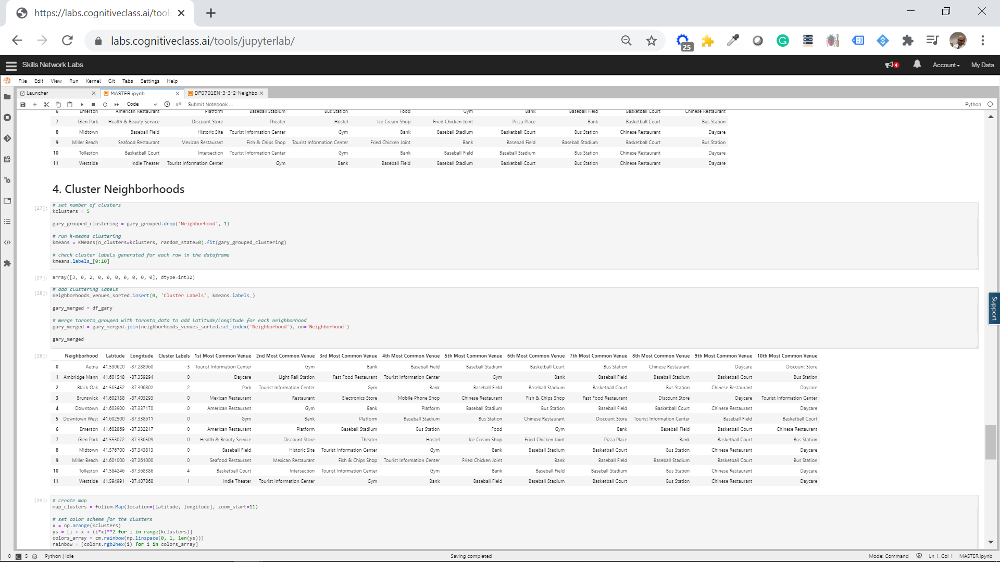 https://labs.cognitiveclass.ai/tool
labs.cognitiveclass.ai/tools/jupyterlab/
25
Skills Network Labs
4
Account
My Data
File Edit View Run Kernel Git Tabs Settings Help
Launcher
MASTER.ipynb
DP0701EN-3-3-2-Neighbor
Code
git
Submit Notebook ...
Python
6 Emerson American Restaurant Platform Baseball Stadium Bus Station Food Gym Bank Baseball Field Basketball Court Chinese Restaurant
7 Glen Park Health & Beauty Service Discount Store Theater Hostel Ice Cream Shop Fried Chicken Joint Pizza Place Bank Basketball Court Bus Station
8 Midtown Baseball Field Historic Site Tourist Information Center Gym Bank Baseball Stadium Basketball Court Bus Station Chinese Restaurant Daycare
9 Miller Beach Seafood Restaurant Mexican Restaurant Fish & Chips Shop Tourist Information Center Fried Chicken Joint Bank Baseball Field Baseball Stadium Basketball Court Bus Station
10 Tolleston Basketball Court Intersection Tourist Information Center Gym Bank Baseball Field Baseball Stadium Bus Station Chinese Restaurant Daycare
11 Westside Indie Theater Tourist Information Center Gym Bank Baseball Field Baseball Stadium Basketball Court Bus Station Chinese Restaurant Daycare
4. Cluster Neighborhoods
[27]:
# set number of clusters
kclusters = 5
gary_grouped_clustering = gary_grouped.drop('Neighborhood', 1)
# run k-means clustering
kmeans = KMeans(n_clusters=kclusters, random_state=0).fit(gary_grouped_clustering)
# check cluster labels generated for each row in the dataframe
kmeans.labels_[0:10]
[27]: array([3, 0, 2, 0, 0, 0, 0, 0, 0, 0], dtype=int32)
[28]:
# add clustering labels
neighborhoods_venues_sorted.insert(0, 'Cluster Labels', kmeans.labels_)
gary_merged = df_gary
# merge toronto_grouped with toronto_data to add latitude/longitude for each neighborhood
gary_merged = gary_merged.join(neighborhoods_venues_sorted.set_index('Neighborhood'), on='Neighborhood')
gary_merged
[28]: Neighborhood Latitude Longitude Cluster Labels 1st Most Common Venue 2nd Most Common Venue 3rd Most Common Venue 4th Most Common Venue 5th Most Common Venue 6th Most Common Venue 7th Most Common Venue 8th Most Common Venue 9th Most Common Venue 10th Most Common Venue
0 Aetna 41.590620 -87.288960 3 Tourist Information Center Gym Bank Baseball Field Baseball Stadium Basketball Court Bus Station Chinese Restaurant Daycare Discount Store
1 Ambridge Mann 41.601548 -87.359294 0 Daycare Light Rail Station Fast Food Restaurant Tourist Information Center Gym Bank Baseball Field Baseball Stadium Basketball Court Bus Station
2 Black Oak 41.565452 -87.396802 2 Park Tourist Information Center Gym Bank Baseball Field Baseball Stadium Basketball Court Bus Station Chinese Restaurant Daycare
3 Brunswick 41.602158 -87.403293 0 Mexican Restaurant Restaurant Electronics Store Mobile Phone Shop Chinese Restaurant Fish & Chips Shop Fast Food Restaurant Discount Store Daycare Tourist Information Center
4 Downtown 41.603900 -87.337170 0 American Restaurant Gym Bank Platform Baseball Stadium Bus Station Baseball Field Basketball Court Chinese Restaurant Daycare
5 Downtown West 41.602500 -87.338611 0 Gym Bank Platform Baseball Stadium Bus Station Chinese Restaurant Discount Store Tourist Information Center Baseball Field Basketball Court
6 Emerson 41.602869 -87.332217 0 American Restaurant Platform Baseball Stadium Bus Station Food Gym Bank Baseball Field Basketball Court Chinese Restaurant
7 Glen Park 41.553072 -87.336509 0 Health & Beauty Service Discount Store Theater Hostel Ice Cream Shop Fried Chicken Joint Pizza Place Bank Basketball Court Bus Station
8 Midtown 41.576700 -87.343813 0 Baseball Field Historic Site Tourist Information Center Gym Bank Baseball Stadium Basketball Court Bus Station Chinese Restaurant Daycare
9 Miller Beach 41.601000 -87.261000 0 Seafood Restaurant Mexican Restaurant Fish & Chips Shop Tourist Information Center Fried Chicken Joint Bank Baseball Field Baseball Stadium Basketball Court Bus Station
10 Tolleston 41.584246 -87.368386 4 Basketball Court Intersection Tourist Information Center Gym Bank Baseball Field Baseball Stadium Bus Station Chinese Restaurant Daycare
11 Westside 41.594991 -87.407868 1 Indie Theater Tourist Information Center Gym Bank Baseball Field Baseball Stadium Basketball Court Bus Station Chinese Restaurant Daycare
[29]:
# create map
map_clusters = folium.Map(location=[latitude, longitude], zoom_start=11)
# set color scheme for the clusters
x = np.arange(kclusters)
ys = [i + x + (i*x)**2 for i in range(kclusters)]
colors_array = cm.rainbow(np.linspace(0, 1, len(ys)))
rainbow = [colors.rgb2hex(i) for i in colors_array]
Support
0 5 Python | Idle Saving completed Mode: Command Ln 1, Col 1 MASTER.ipynb